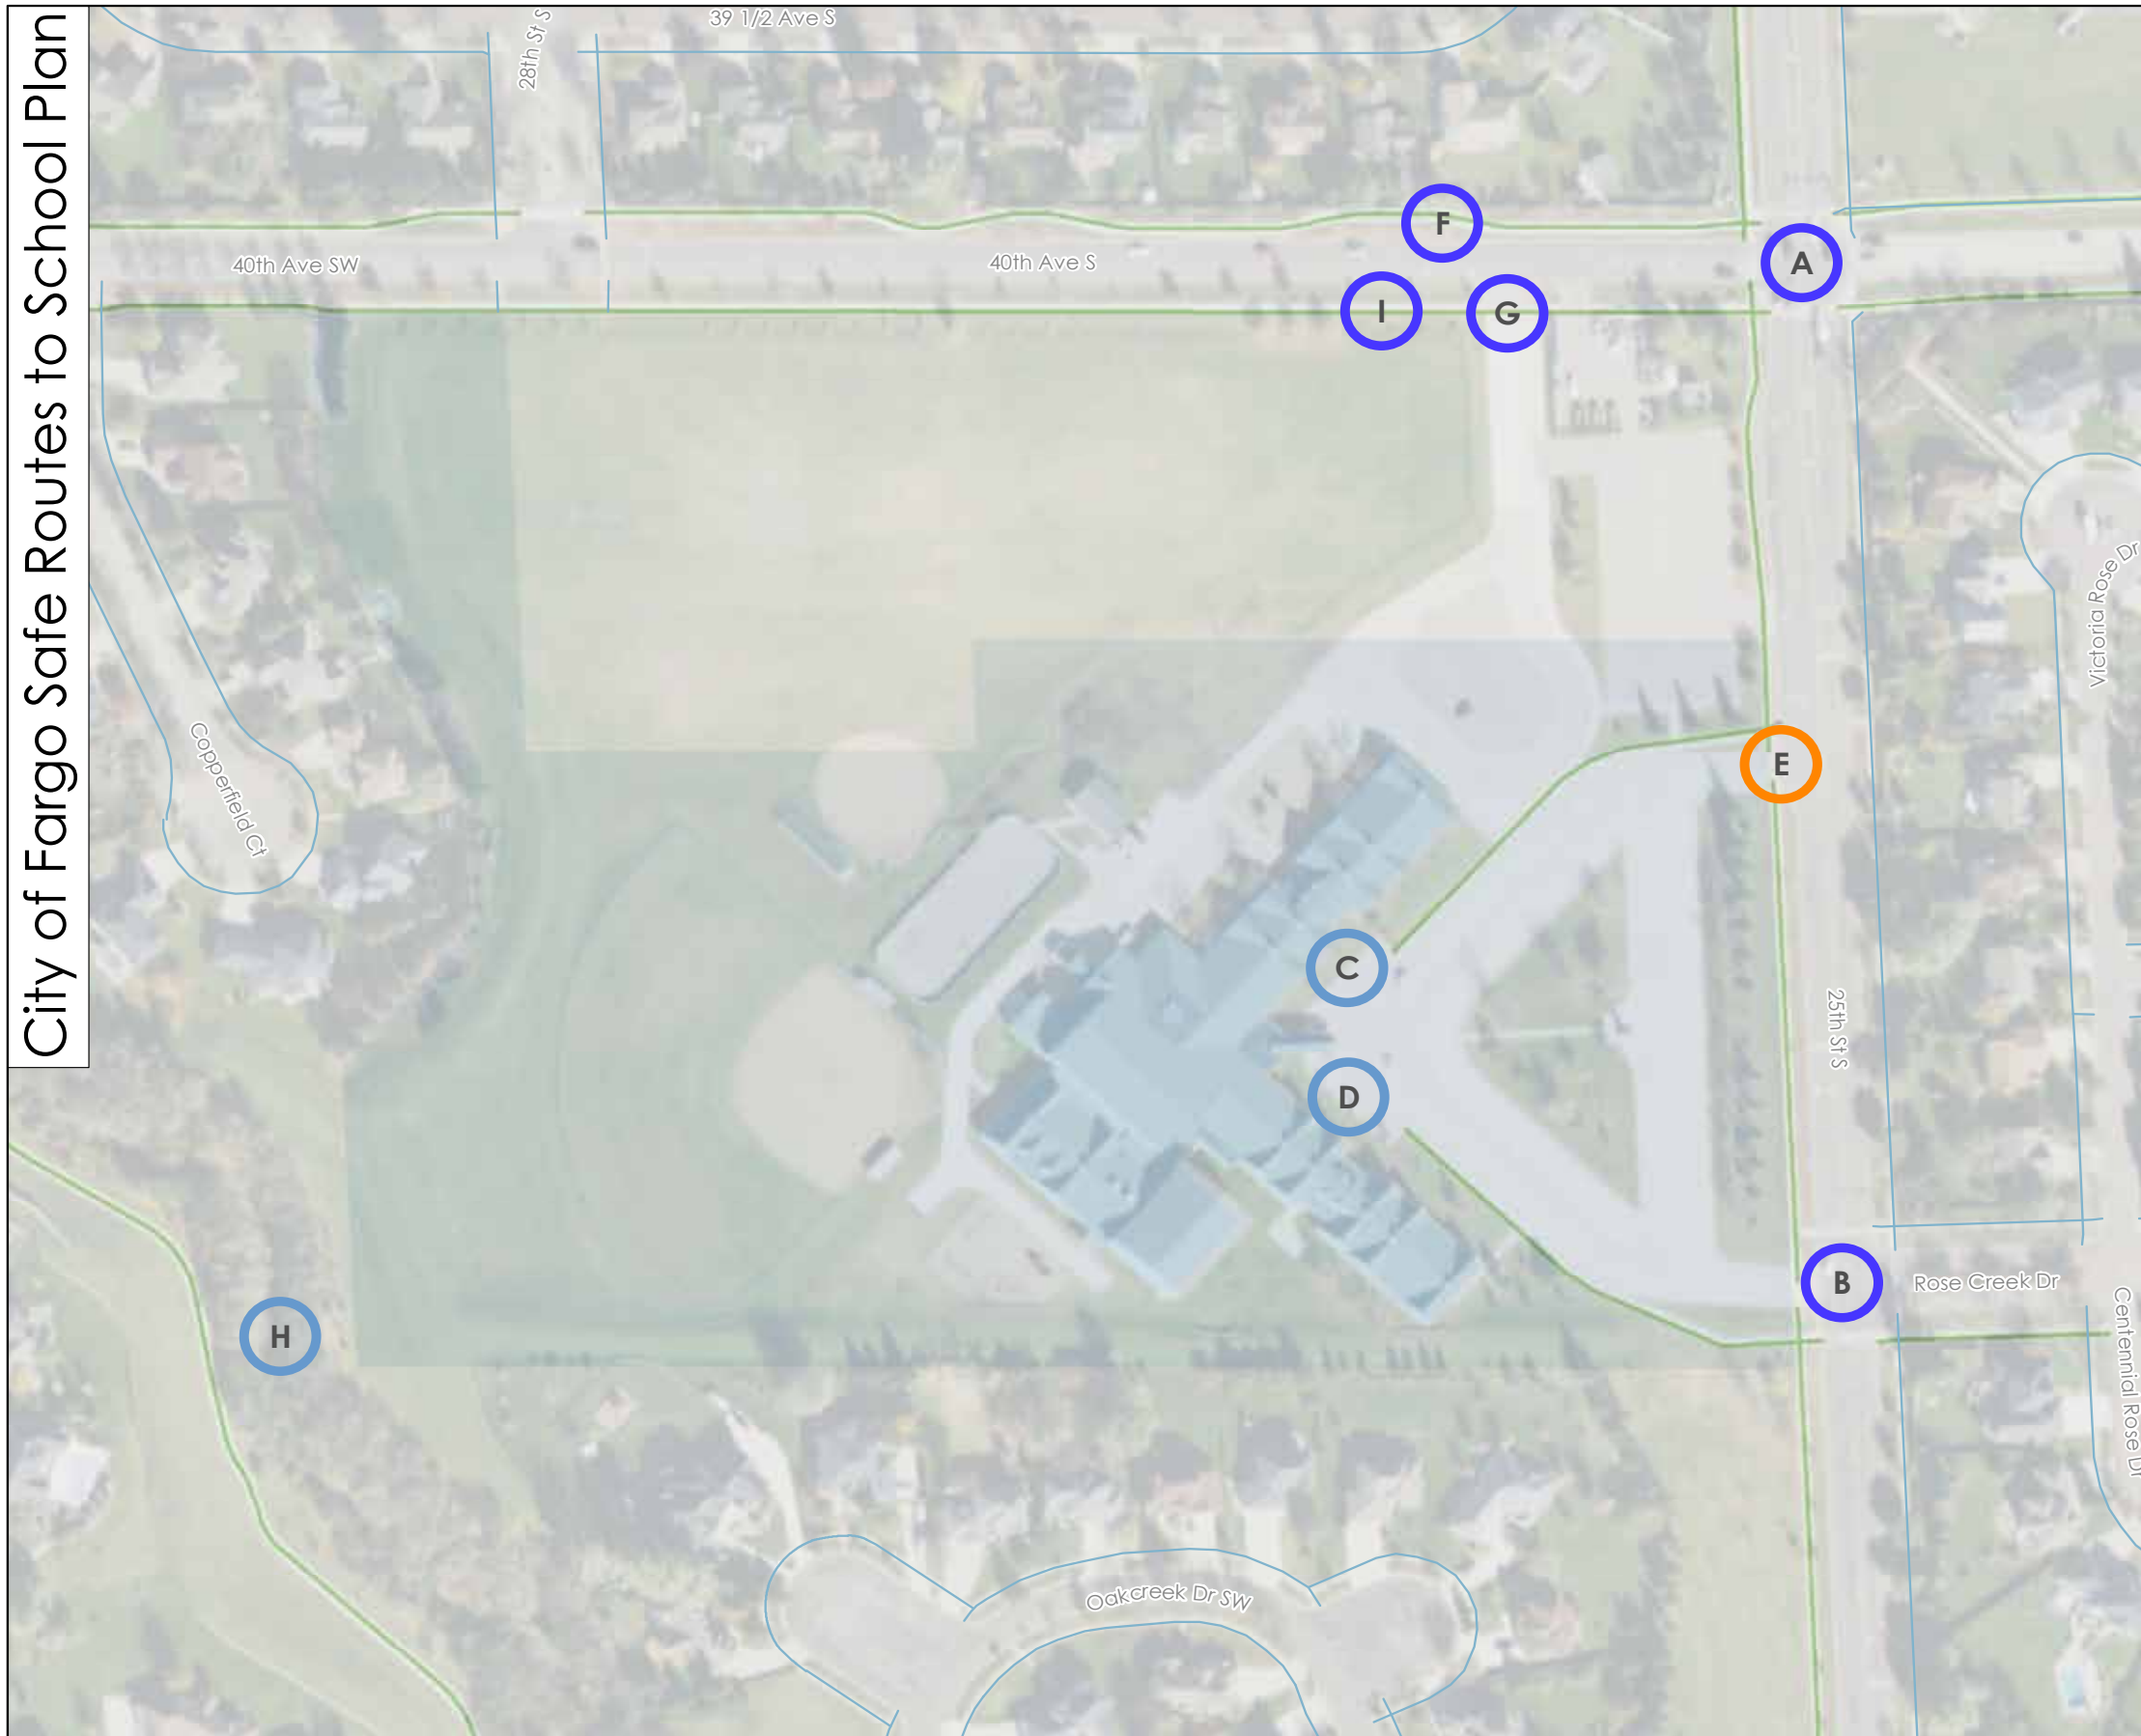 City of Fargo Safe Routes to School Plan
39 1/2 Ave S
28th St S
F
A
40th Ave SW
40th Ave S
I
G
Victoria Rose Dr
Copperfield Ct
E
C
25th St S
D
B
Rose Creek Dr
H
Centennial Rose Dr
Oakcreek Dr SW